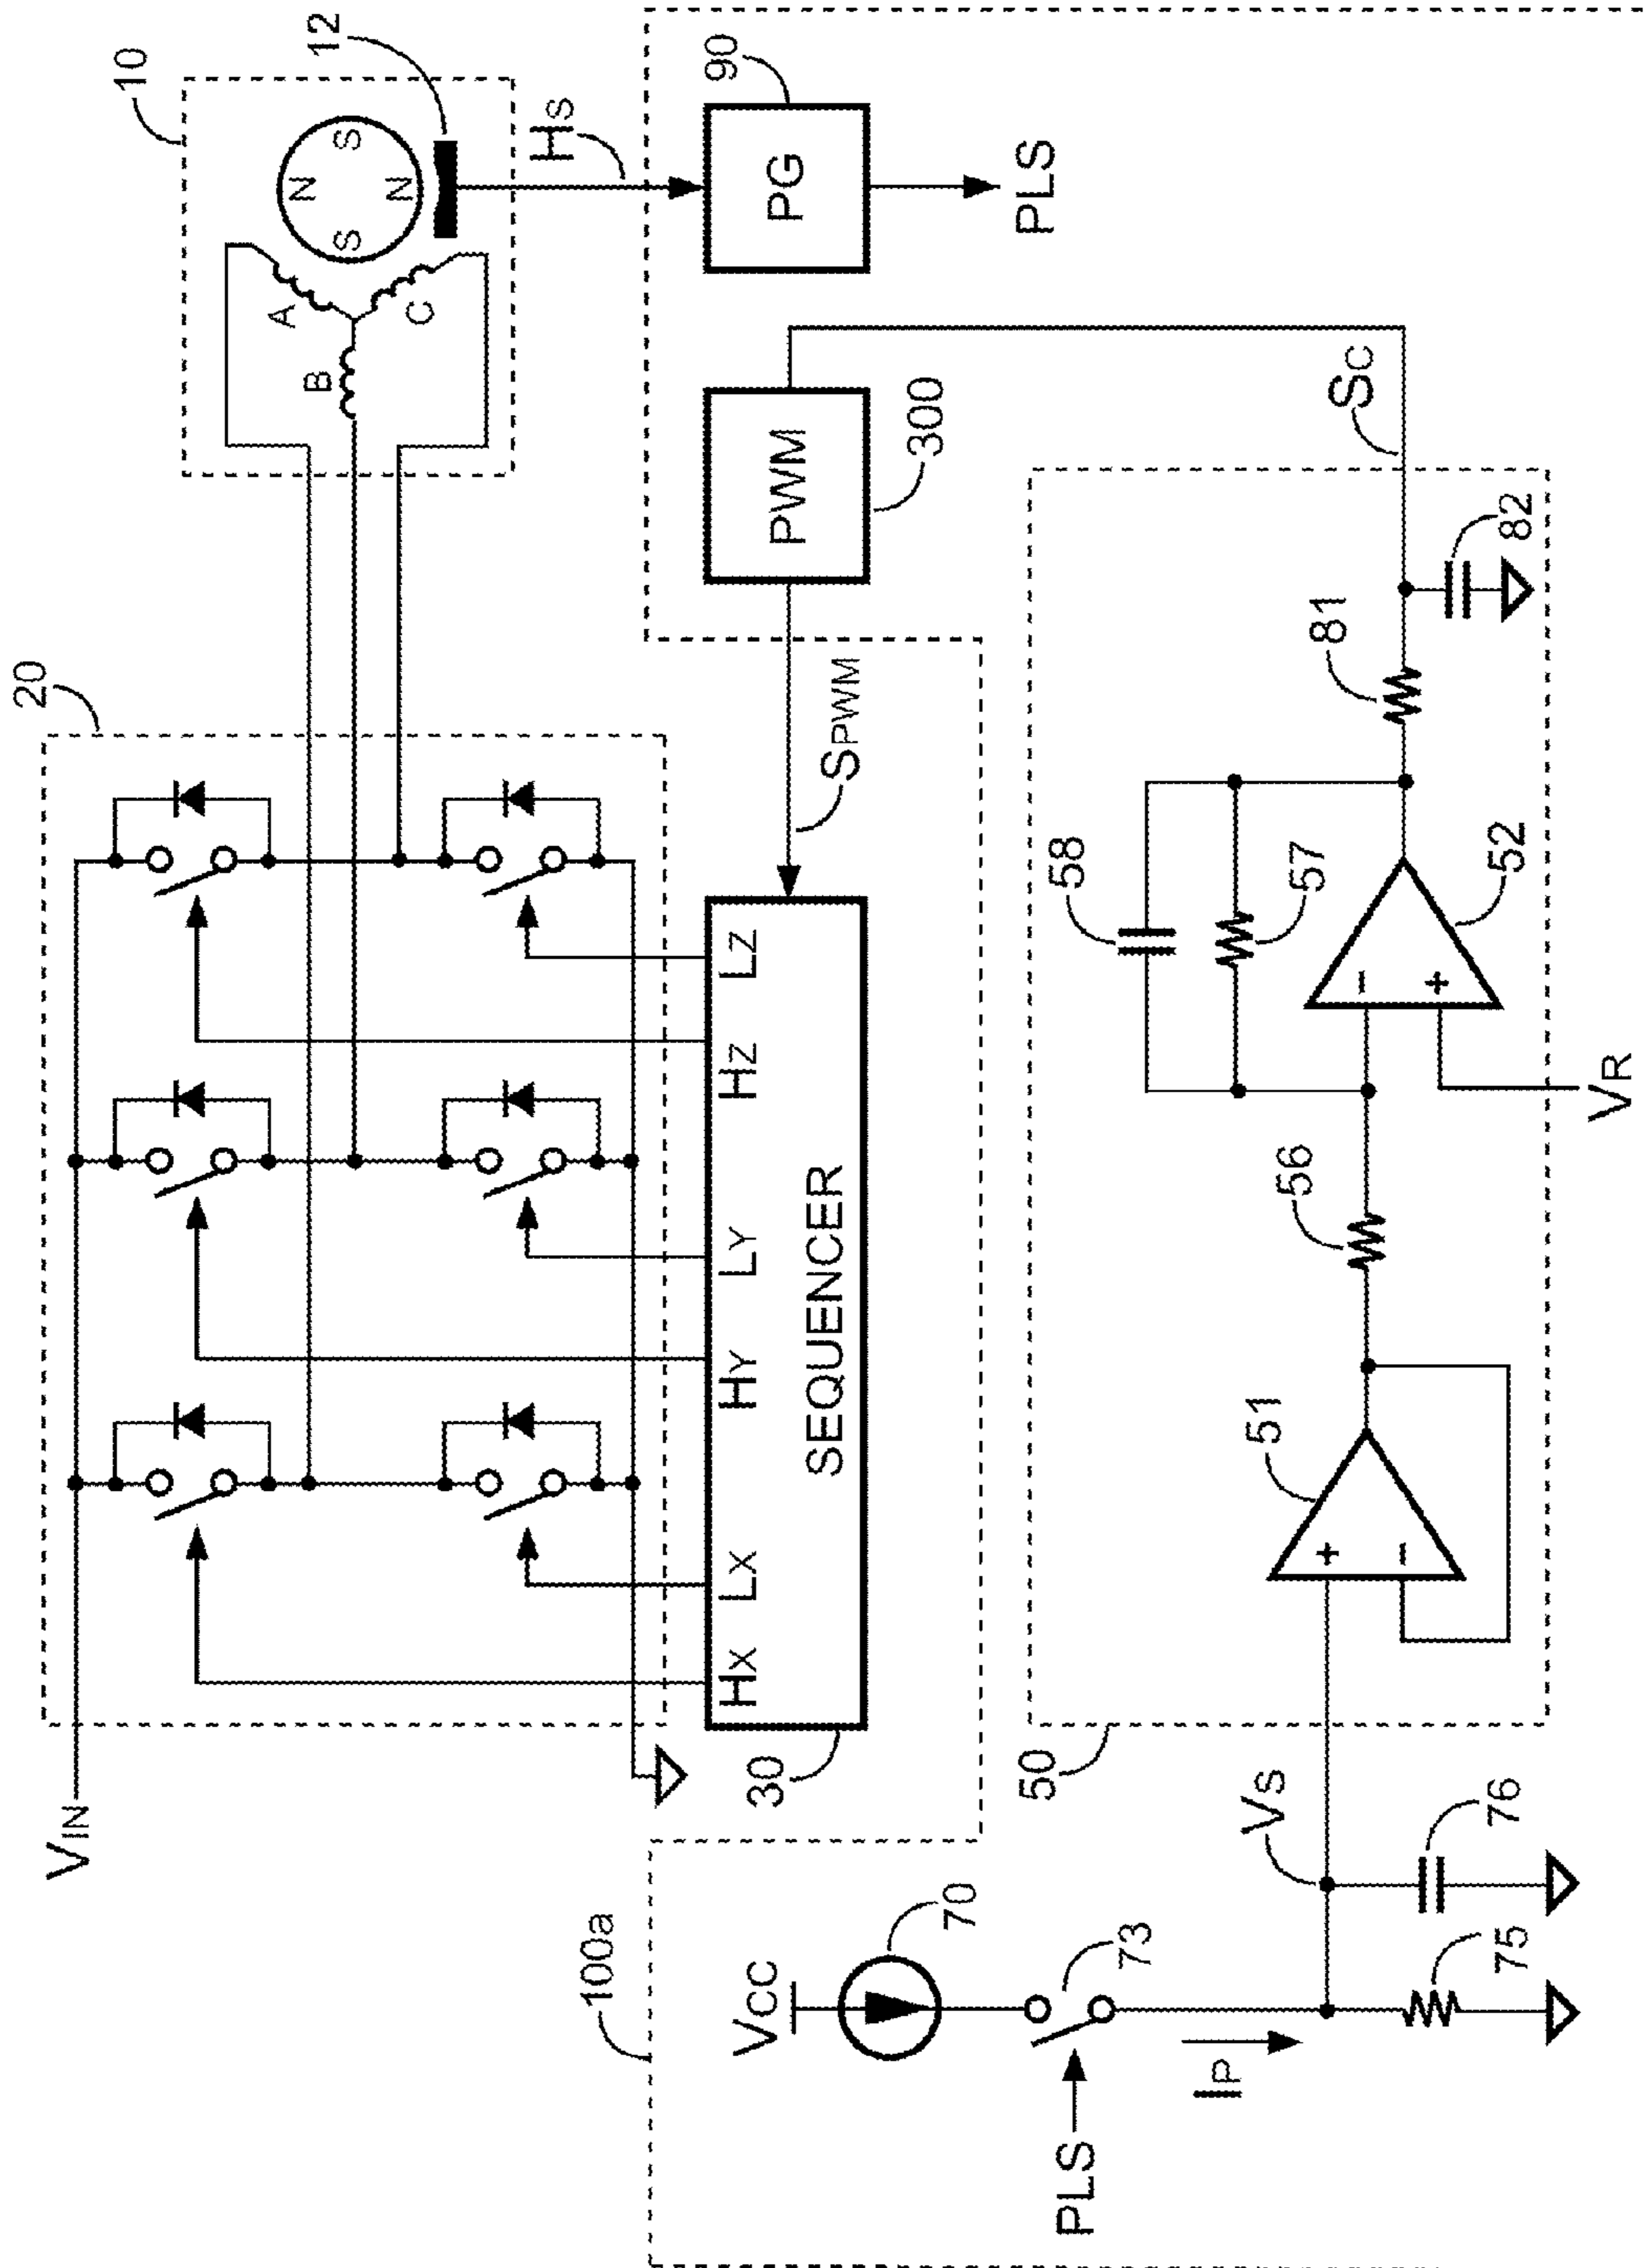 10
12
20
VIN
A
B
C
N
S
S
N
HS
HX
LX
HY
LY
HZ
LZ
SEQUENCER
30
SPWM
PWM
300
PG
90
PLS
100a
VCC
70
PLS
73
IP
VS
75
76
50
+
−
51
56
58
57
−
+
52
VR
81
82
SC